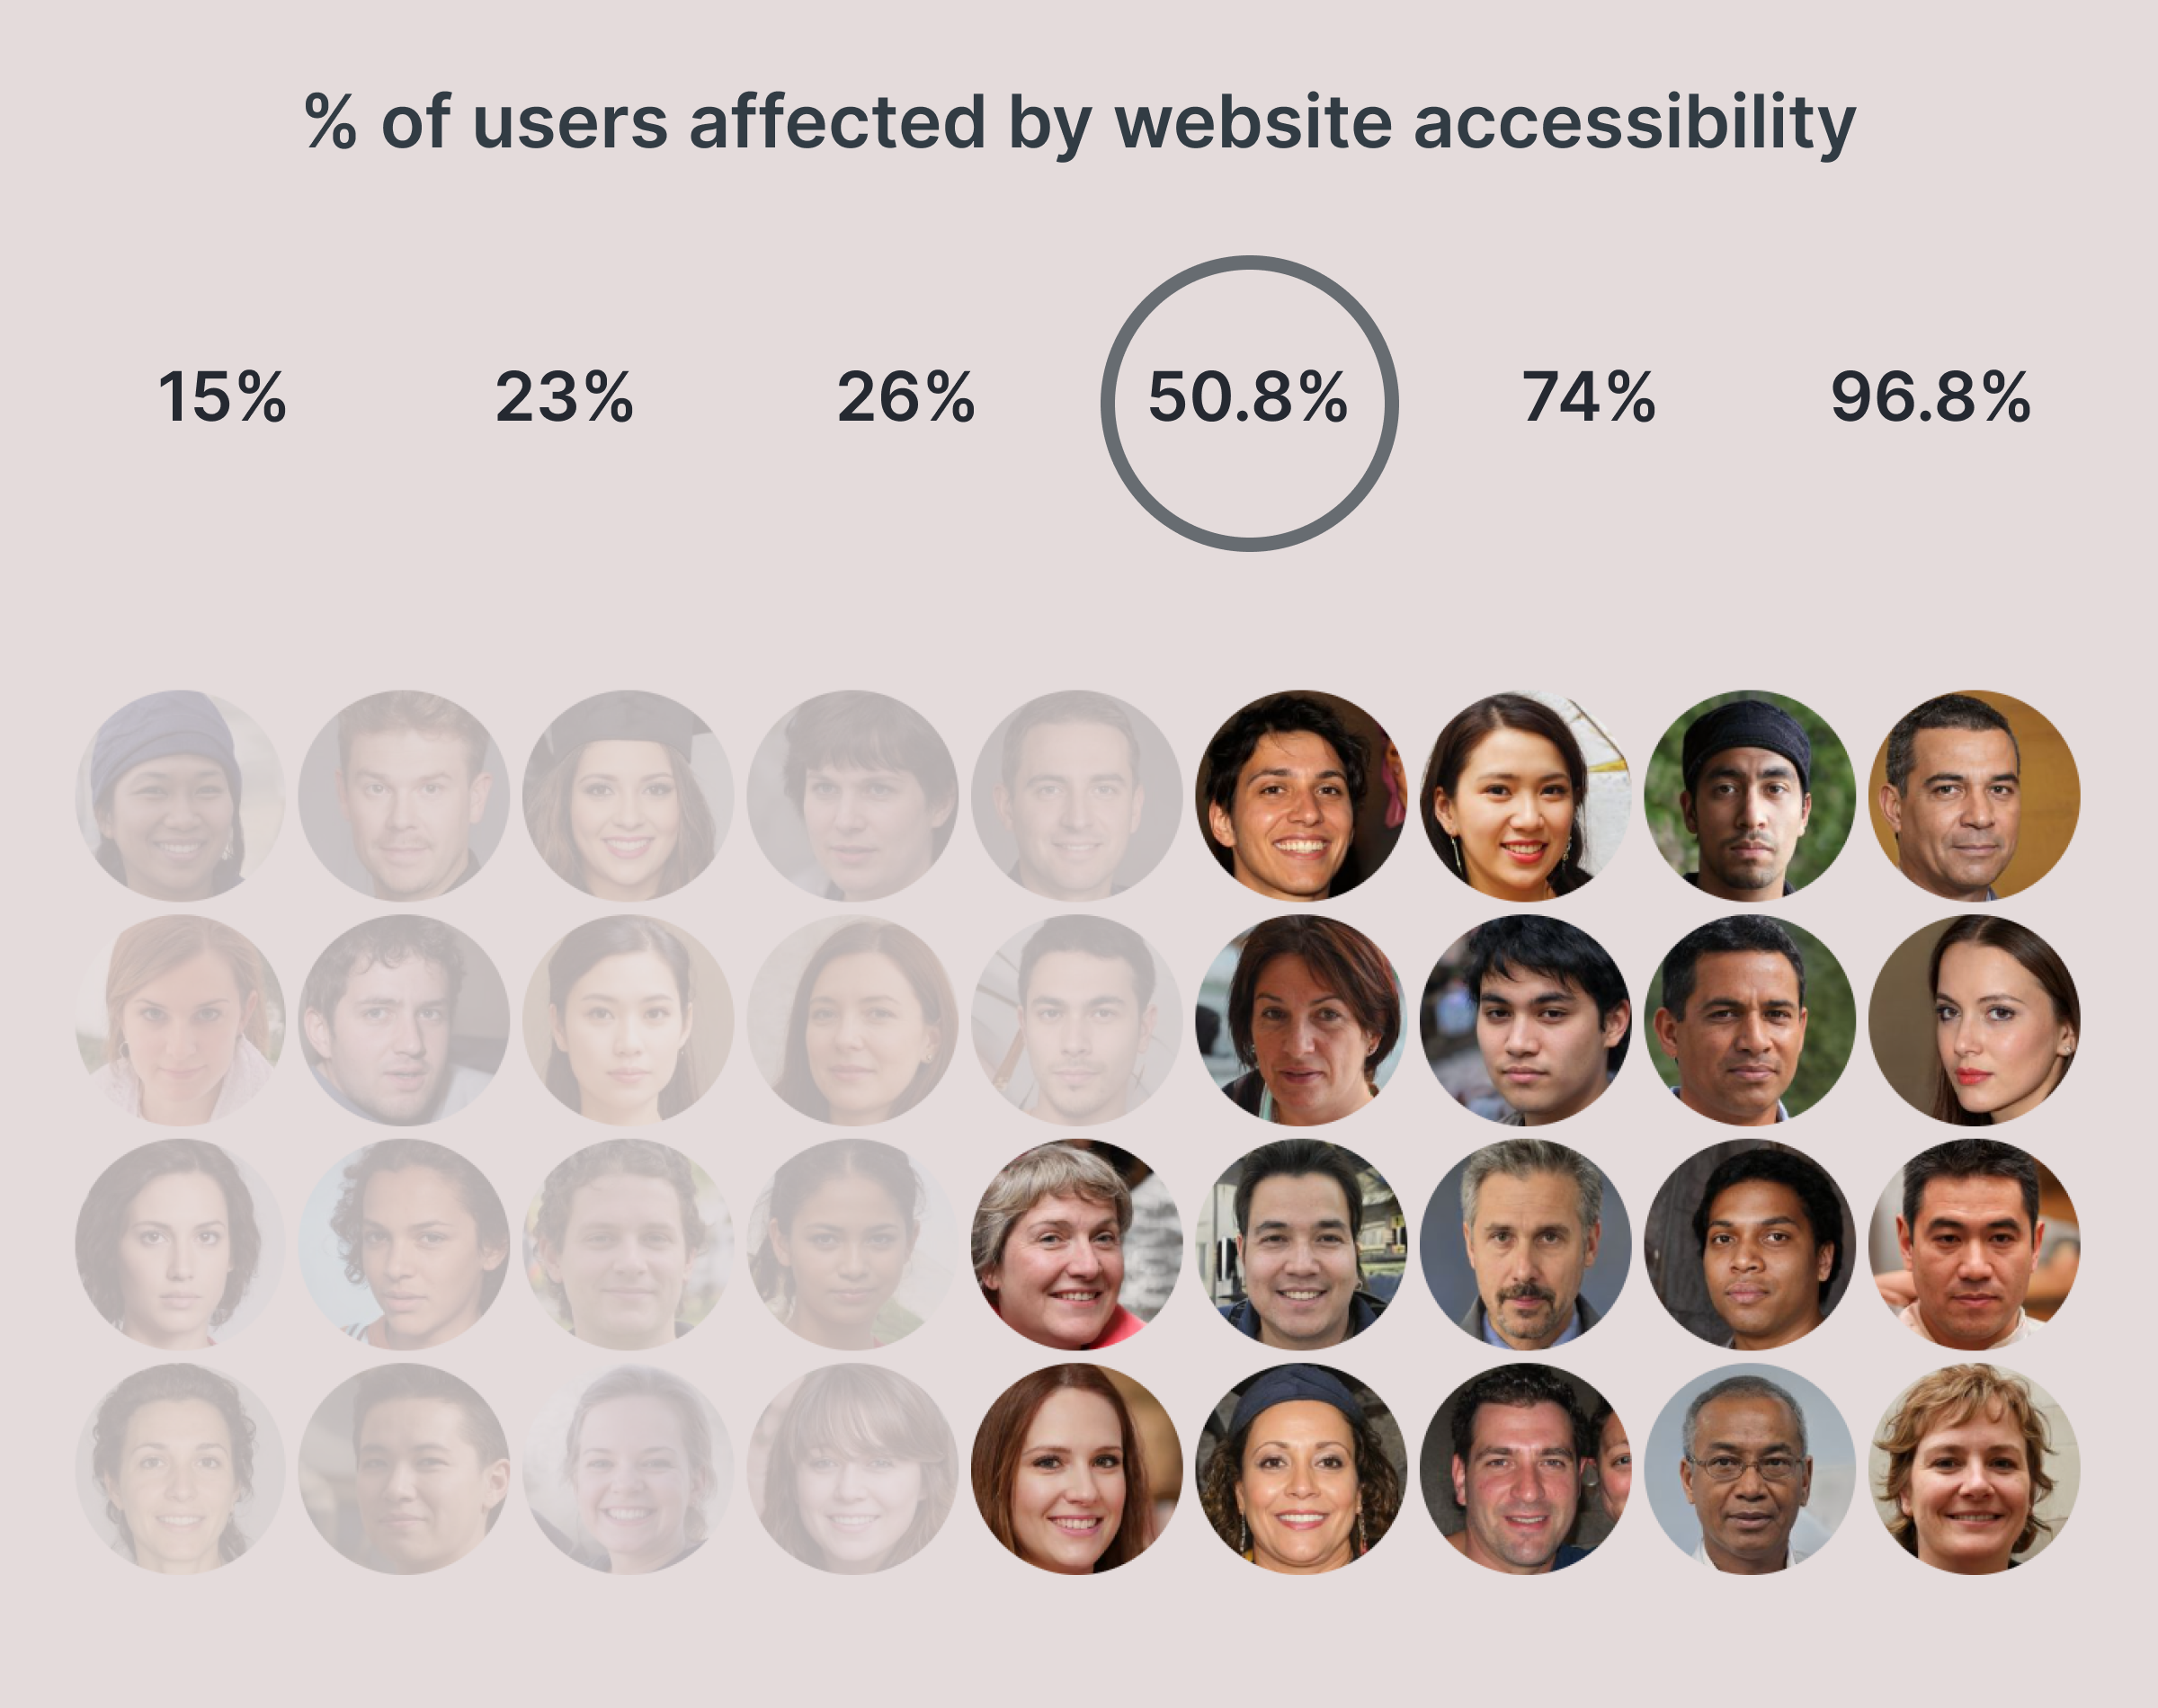 % of users affected by website accessibility
15% 23% 26% 50.8% 74% 96.8%